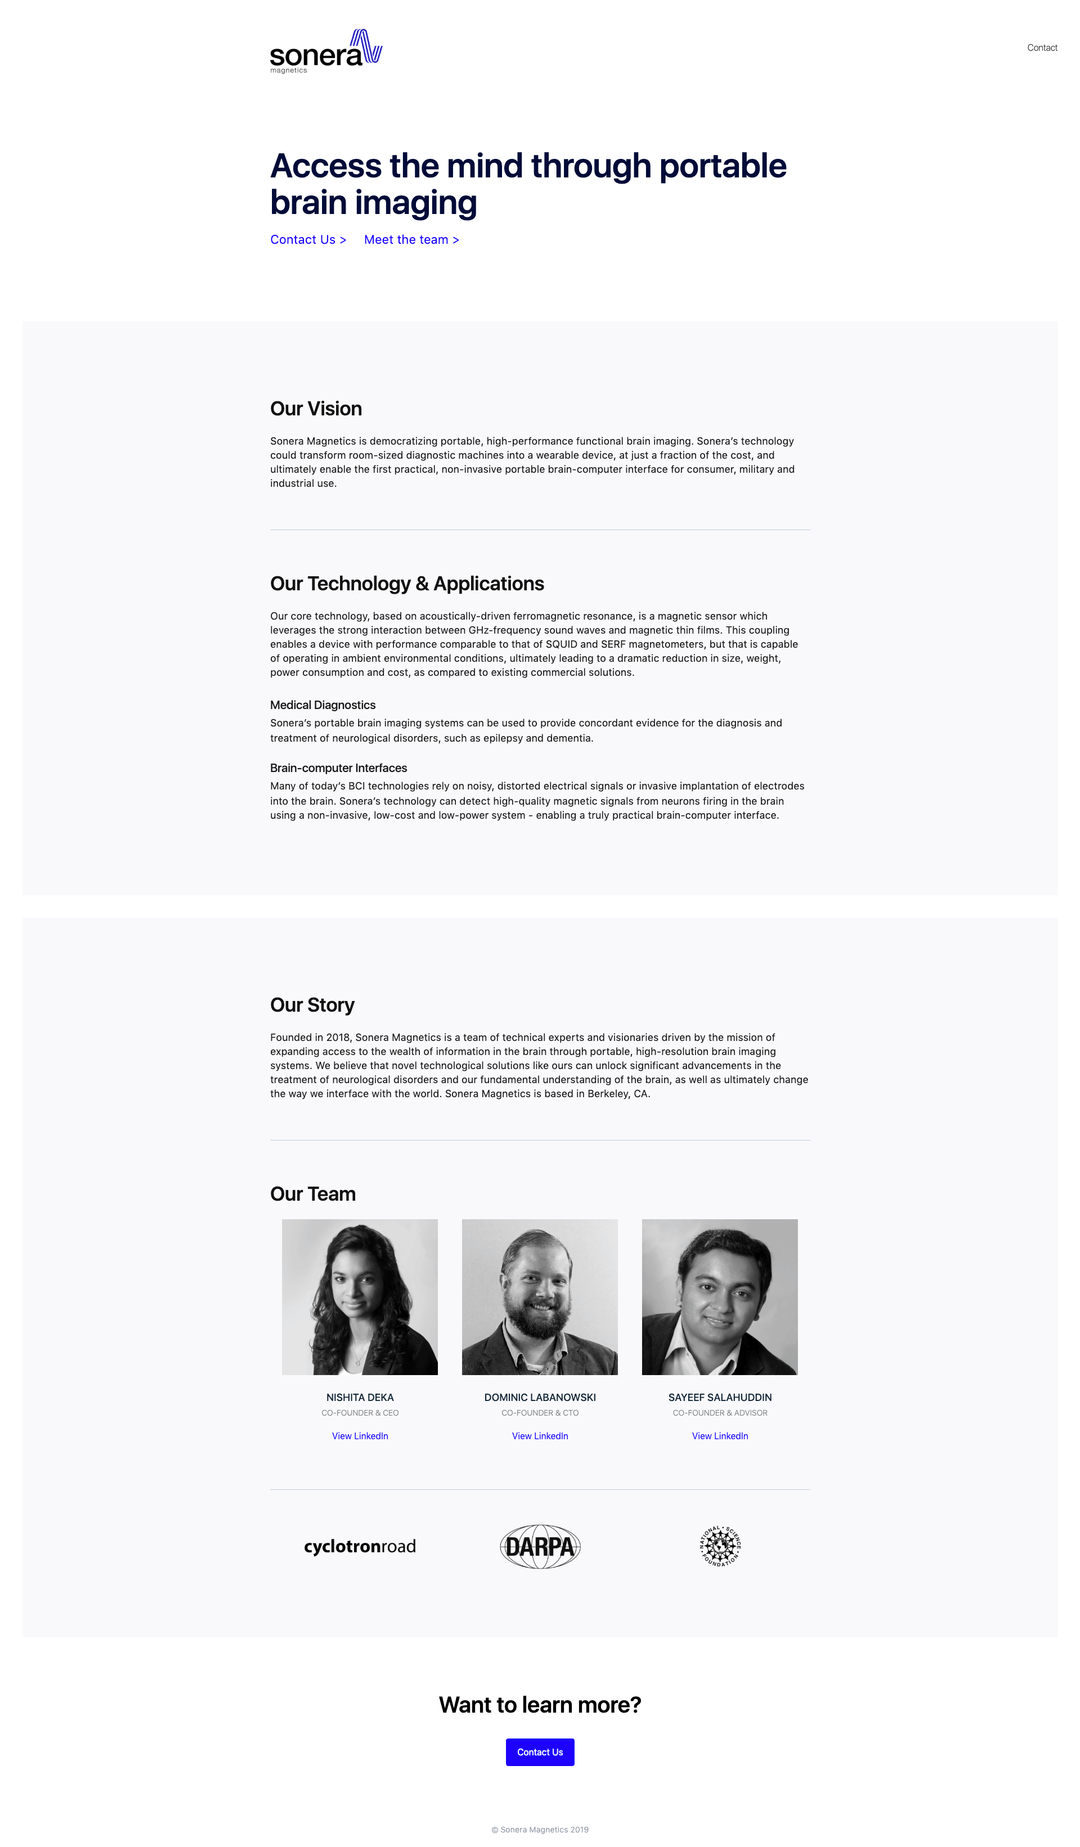 sonera
magnetics
Contact
Access the mind through portable
brain imaging
Contact Us > Meet the team >
Our Vision
Sonera Magnetics is democratizing portable, high-performance functional brain imaging. Sonera's technology
could transform room-sized diagnostic machines into a wearable device, at just a fraction of the cost, and
ultimately enable the first practical, non-invasive portable brain-computer interface for consumer, military and
industrial use.
Our Technology & Applications
Our core technology, based on acoustically-driven ferromagnetic resonance, is a magnetic sensor which
leverages the strong interaction between GHz-frequency sound waves and magnetic thin films. This coupling
enables a device with performance comparable to that of SQUID and SERF magnetometers, but that is capable
of operating in ambient environmental conditions, ultimately leading to a dramatic reduction in size, weight,
power consumption and cost, as compared to existing commercial solutions.
Medical Diagnostics
Sonera's portable brain imaging systems can be used to provide concordant evidence for the diagnosis and
treatment of neurological disorders, such as epilepsy and dementia.
Brain-computer Interfaces
Many of today's BCI technologies rely on noisy, distorted electrical signals or invasive implantation of electrodes
into the brain. Sonera's technology can detect high-quality magnetic signals from neurons firing in the brain
using a non-invasive, low-cost and low-power system - enabling a truly practical brain-computer interface.
Our Story
Founded in 2018, Sonera Magnetics is a team of technical experts and visionaries driven by the mission of
expanding access to the wealth of information in the brain through portable, high-resolution brain imaging
systems. We believe that novel technological solutions like ours can unlock significant advancements in the
treatment of neurological disorders and our fundamental understanding of the brain, as well as ultimately change
the way we interface with the world. Sonera Magnetics is based in Berkeley, CA.
Our Team
NISHITA DEKA
CO-FOUNDER & CEO
View LinkedIn
DOMINIC LABANOWSKI
CO-FOUNDER & CTO
View LinkedIn
SAYEEF SALAHUDDIN
CO-FOUNDER & ADVISOR
View LinkedIn
cyclotronroad
DARPA
NATIONAL SCIENCE FOUNDATION
Want to learn more?
Contact Us
© Sonera Magnetics 2019